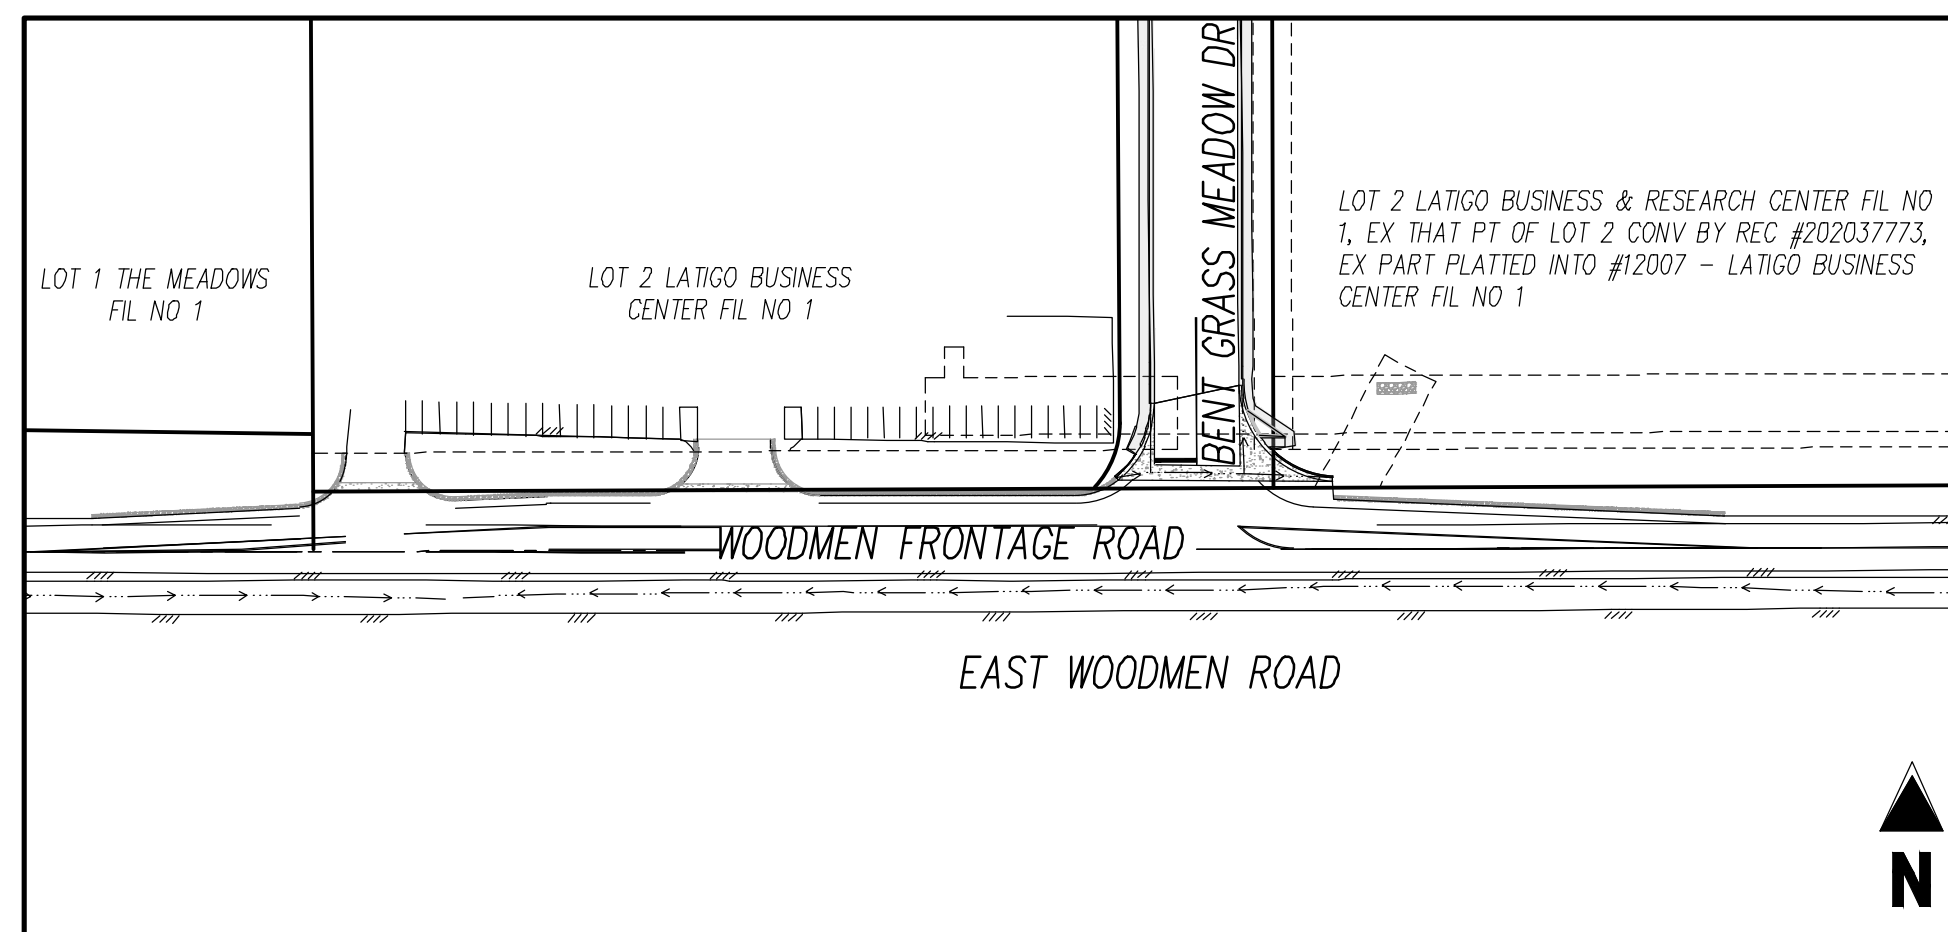 BENT GRASS MEADOW DR
LOT 2 LATIGO BUSINESS & RESEARCH CENTER FIL NO
1, EX THAT PT OF LOT 2 CONV BY REC #202037773,
EX PART PLATTED INTO #12007 - LATIGO BUSINESS
CENTER FIL NO 1
LOT 1 THE MEADOWS
FIL NO 1
LOT 2 LATIGO BUSINESS
CENTER FIL NO 1
WOODMEN FRONTAGE ROAD
EAST WOODMEN ROAD
N